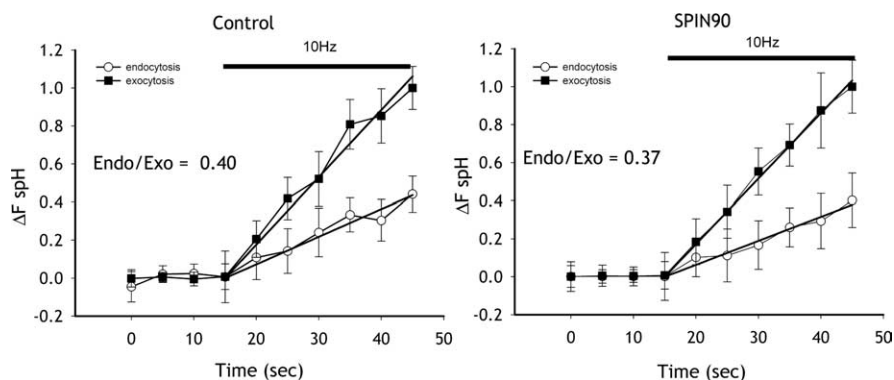 Control
10Hz
endocytosis
exocytosis
Endo/Exo = 0.40
ΔF spH
1.2
1.0
0.8
0.6
0.4
0.2
0.0
-0.2
0 10 20 30 40 50
Time (sec)
SPIN90
10Hz
endocytosis
exocytosis
Endo/Exo = 0.37
ΔF spH
1.2
1.0
0.8
0.6
0.4
0.2
0.0
-0.2
0 10 20 30 40 50
Time (sec)